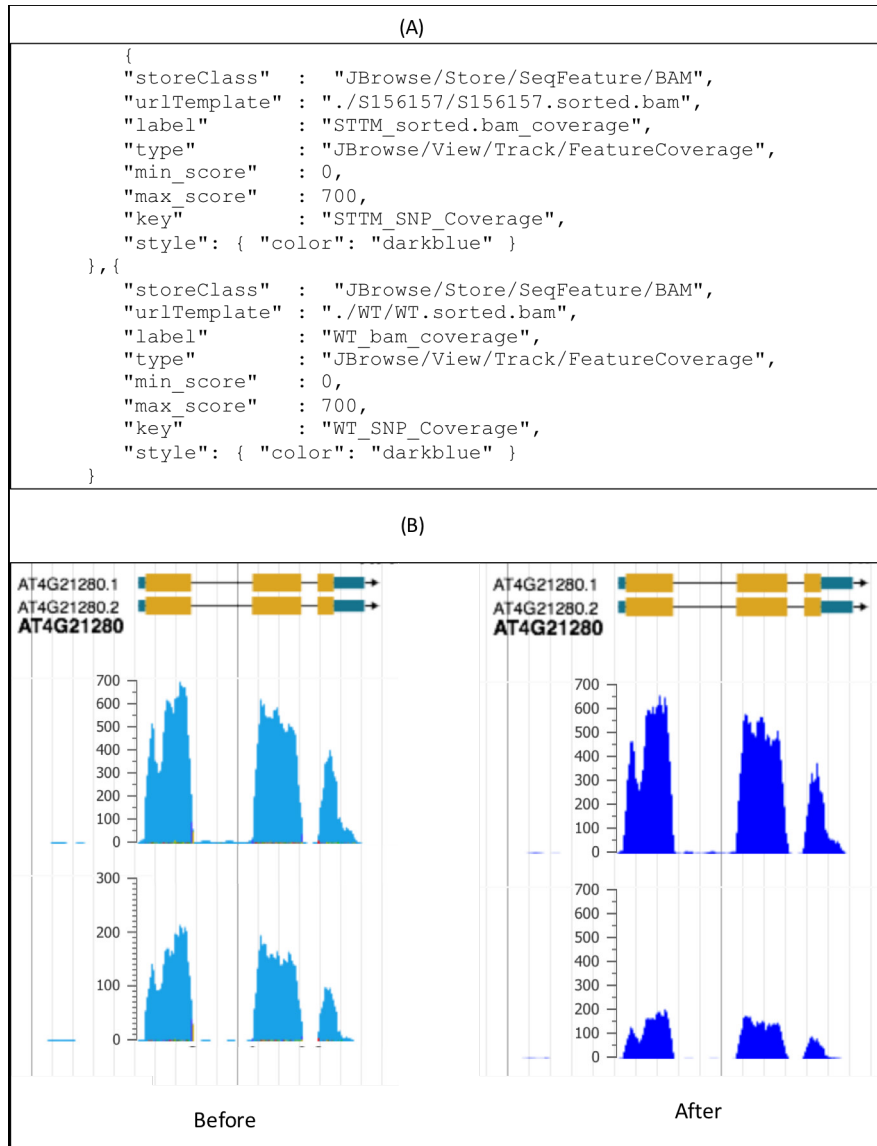 (A)
{
"storeClass" : "JBrowse/Store/SeqFeature/BAM",
"urlTemplate" : "./S156157/S156157.sorted.bam",
"label" : "STTM_sorted.bam_coverage",
"type" : "JBrowse/View/Track/FeatureCoverage",
"min_score" : 0,
"max_score" : 700,
"key" : "STTM_SNP_Coverage",
"style": { "color": "darkblue" }
},{
"storeClass" : "JBrowse/Store/SeqFeature/BAM",
"urlTemplate" : "./WT/WT.sorted.bam",
"label" : "WT_bam_coverage",
"type" : "JBrowse/View/Track/FeatureCoverage",
"min_score" : 0,
"max_score" : 700,
"key" : "WT_SNP_Coverage",
"style": { "color": "darkblue" }
}
(B)
AT4G21280.1
AT4G21280.2
AT4G21280
700
600
500
400
300
200
100
0
300
200
100
0
Before
AT4G21280.1
AT4G21280.2
AT4G21280
700
600
500
400
300
200
100
0
700
600
500
400
300
200
100
0
After